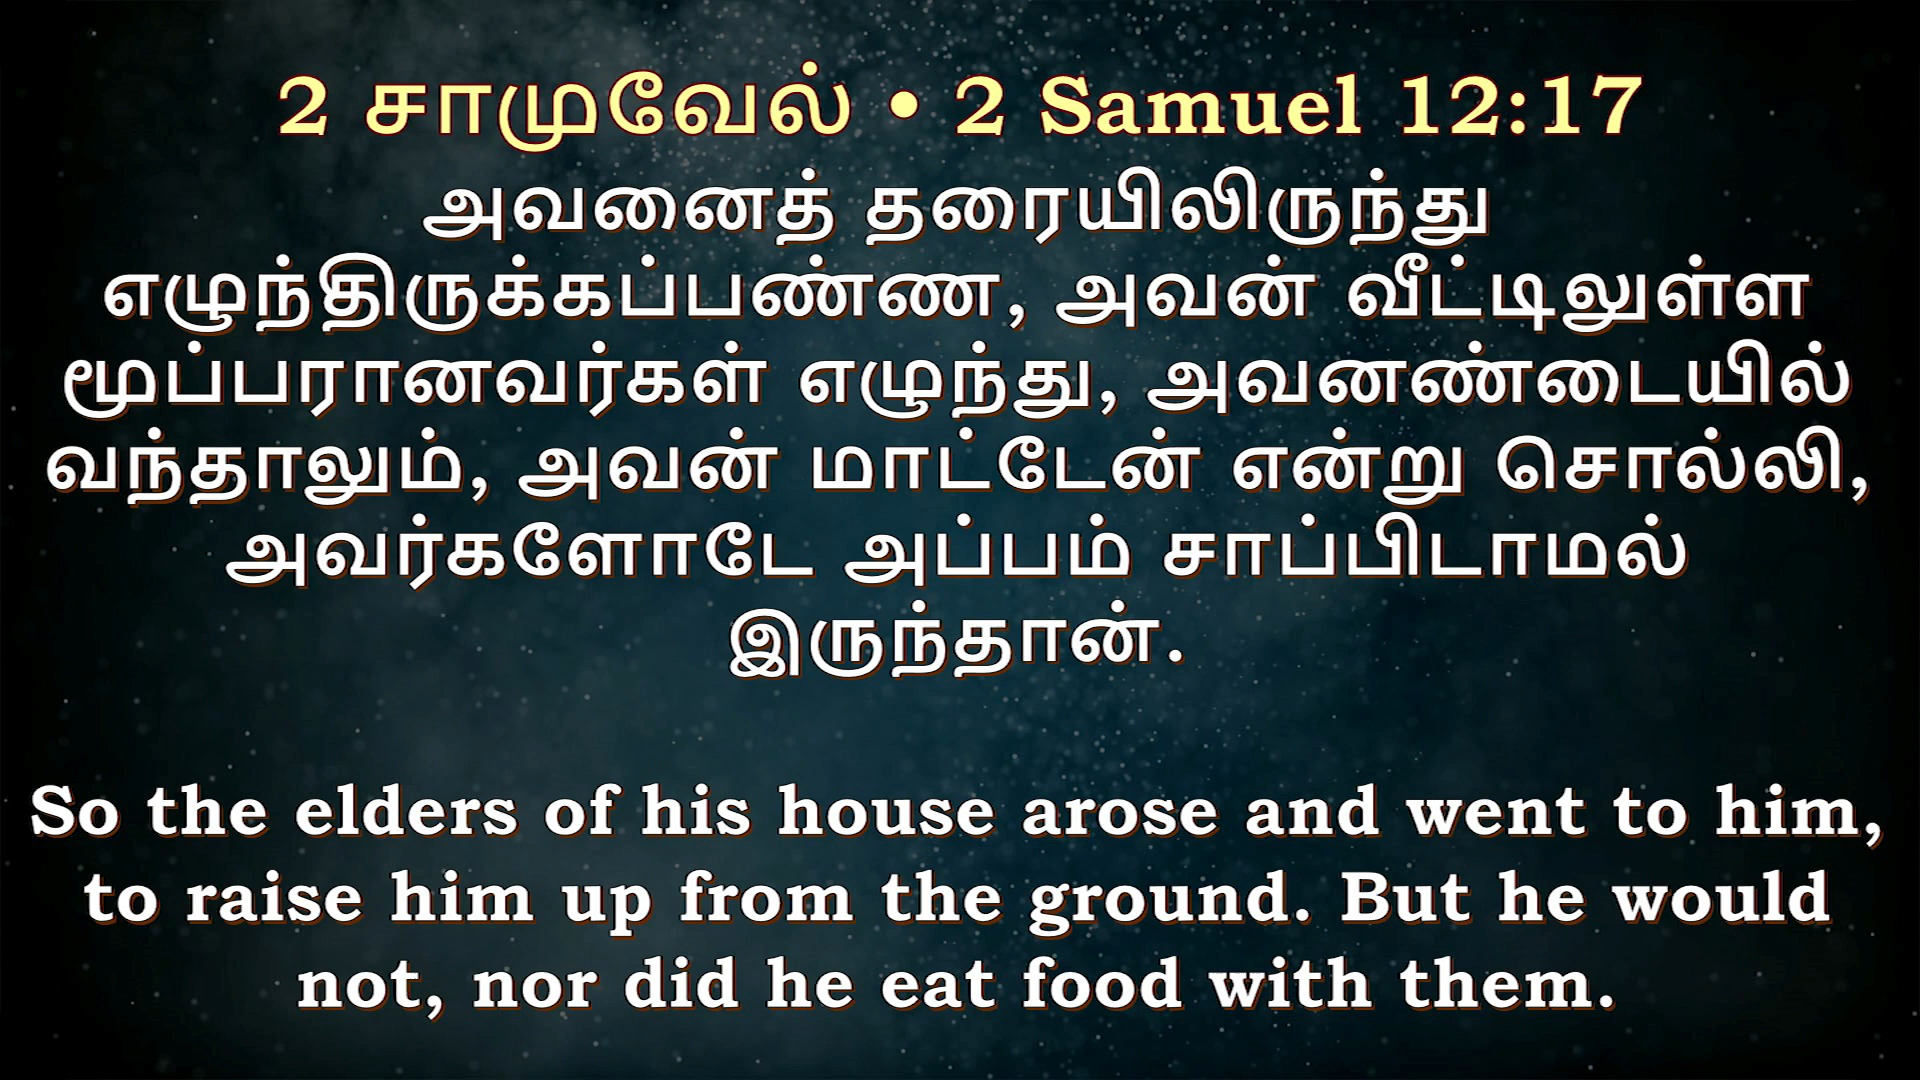 2 சாமுவேல் • 2 Samuel 12:17
அவனைத் தரையிலிருந்து
எழுந்திருக்கப்பண்ண, அவன் வீட்டிலுள்ள
மூப்பரானவர்கள் எழுந்து, அவனண்டையில்
வந்தாலும், அவன் மாட்டேன் என்று சொல்லி,
அவர்களோடே அப்பம் சாப்பிடாமல்
இருந்தான்.
So the elders of his house arose and went to him,
to raise him up from the ground. But he would
not, nor did he eat food with them.